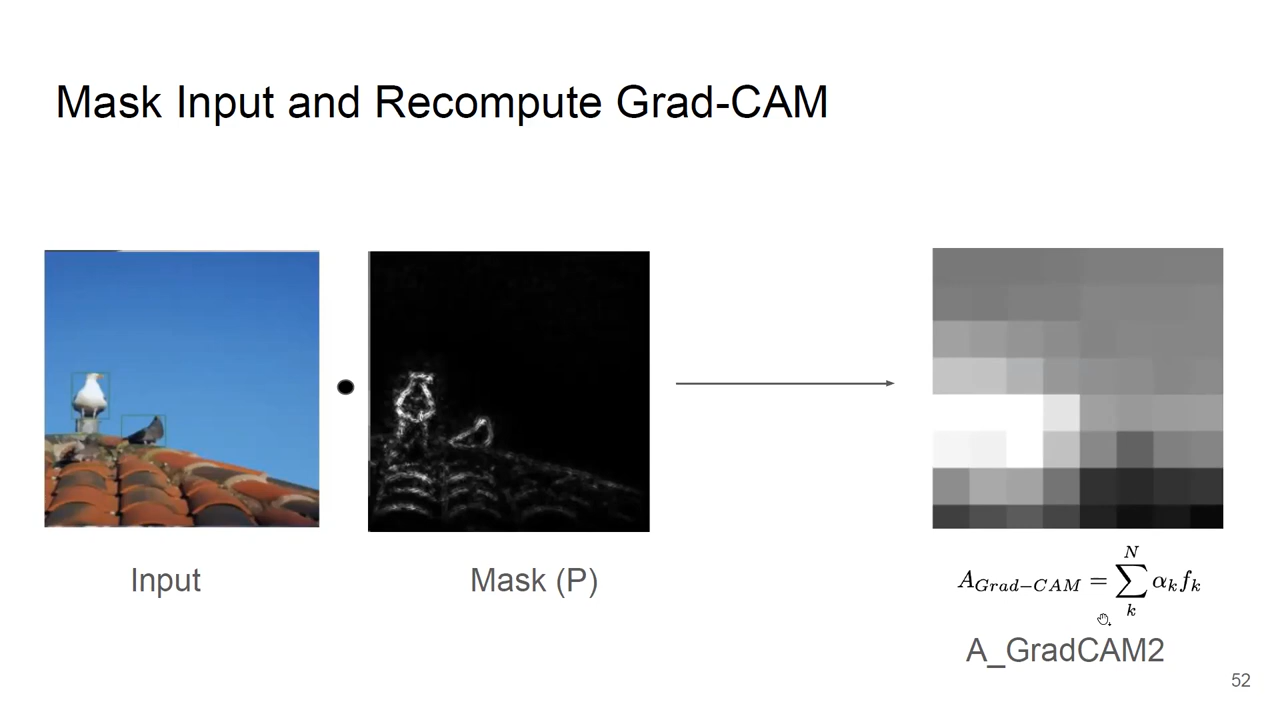 Mask Input and Recompute Grad-CAM
Input
Mask (P)
A_{Grad-CAM} = \sum_{k}^{N} \alpha_k f_k
A_GradCAM2
52